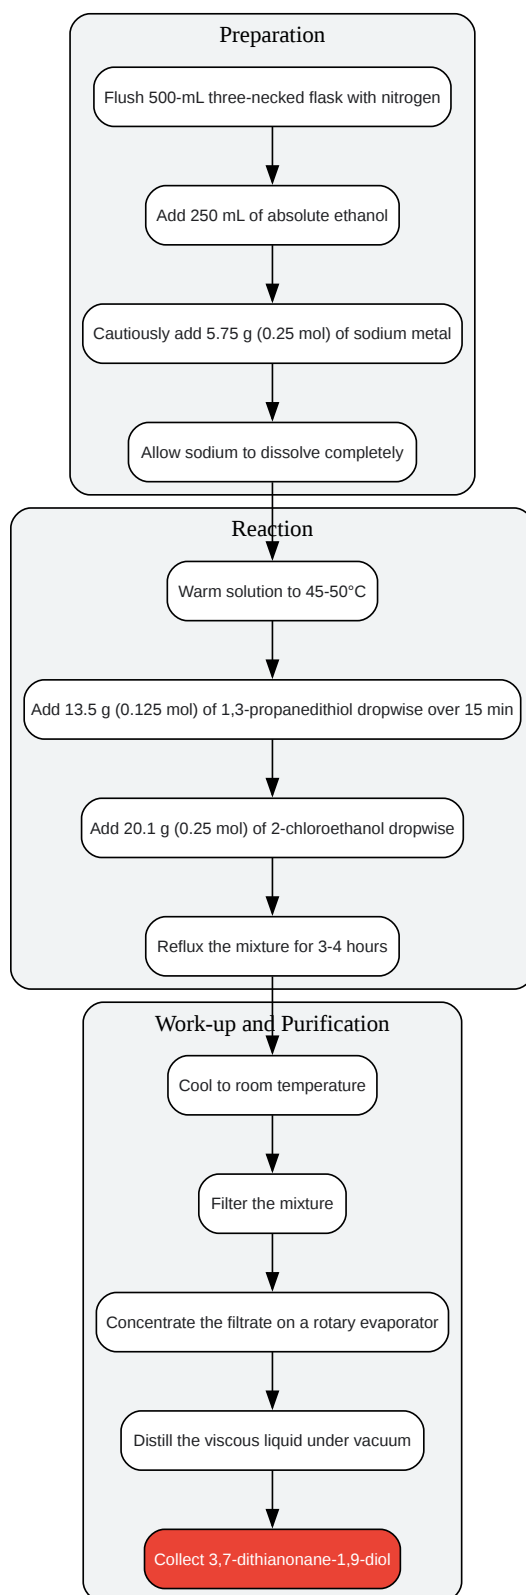 Preparation
Flush 500-mL three-necked flask with nitrogen
Add 250 mL of absolute ethanol
Cautiously add 5.75 g (0.25 mol) of sodium metal
Allow sodium to dissolve completely
Reaction
Warm solution to 45-50°C
Add 13.5 g (0.125 mol) of 1,3-propanedithiol dropwise over 15 min
Add 20.1 g (0.25 mol) of 2-chloroethanol dropwise
Reflux the mixture for 3-4 hours
Work-up and Purification
Cool to room temperature
Filter the mixture
Concentrate the filtrate on a rotary evaporator
Distill the viscous liquid under vacuum
Collect 3,7-dithianonane-1,9-diol